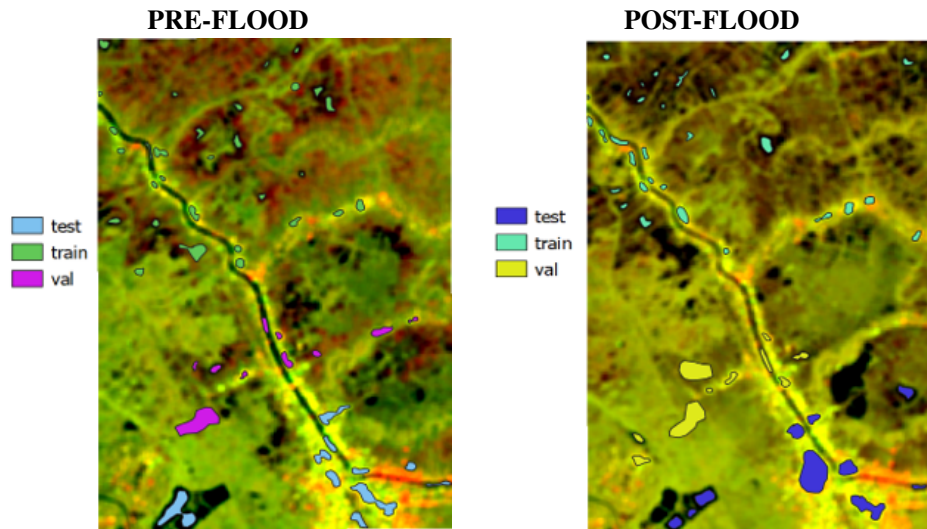 PRE-FLOOD
POST-FLOOD
test
train
val
test
train
val